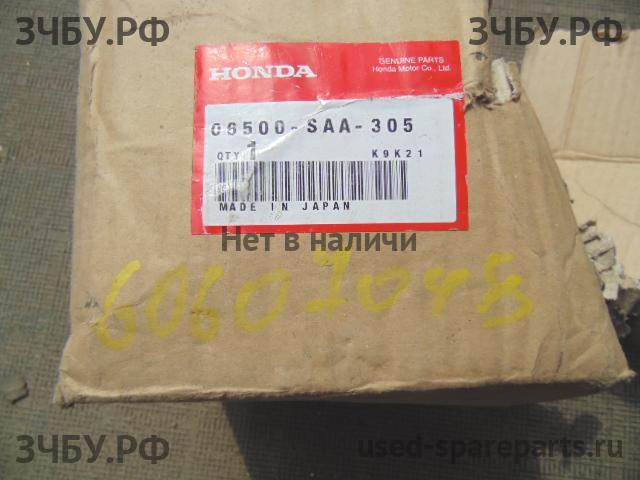 ЗЧБУ.РФ
ЗЧБУ.РФ
HONDA
GENUINE PARTS
Honda Motor Co., Ltd.
06500-SAA-305
QTY 1
K9K21
MADE IN JAPAN
Нет в наличи
60607045
ЗЧБУ.РФ
used-spareparts.ru